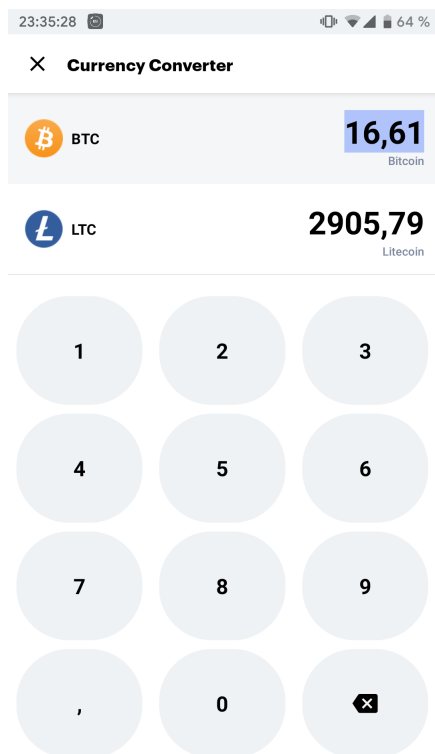 23:35:28 64 %
Currency Converter
BTC 16,61
Bitcoin
LTC 2905,79
Litecoin
1 2 3
4 5 6
7 8 9
, 0